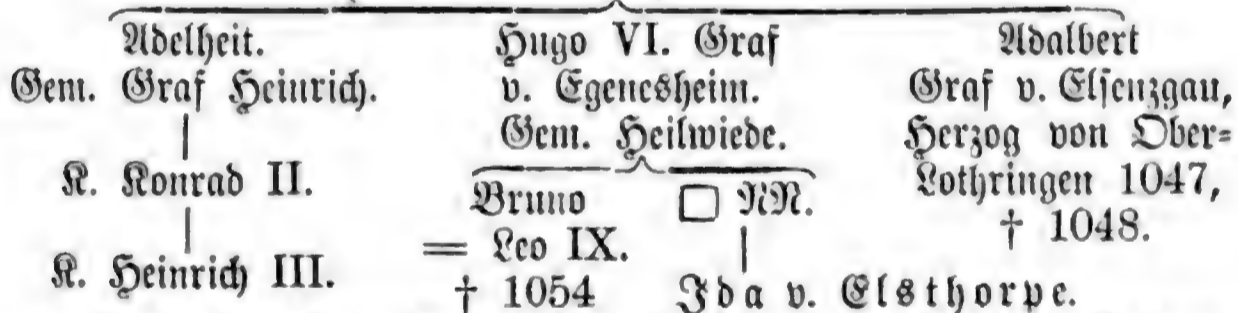 Adelheit.
Gem. Graf Heinrich.
K. Konrad II.
K. Heinrich III.
Hugo VI. Graf
v. Egenesheim.
Gem. Heilwiede.
Bruno
= Leo IX.
† 1054
□ NN.
Ida v. Elsthorpe.
Adalbert
Graf v. Elsenzgau,
Herzog von Ober=
Lothringen 1047,
† 1048.